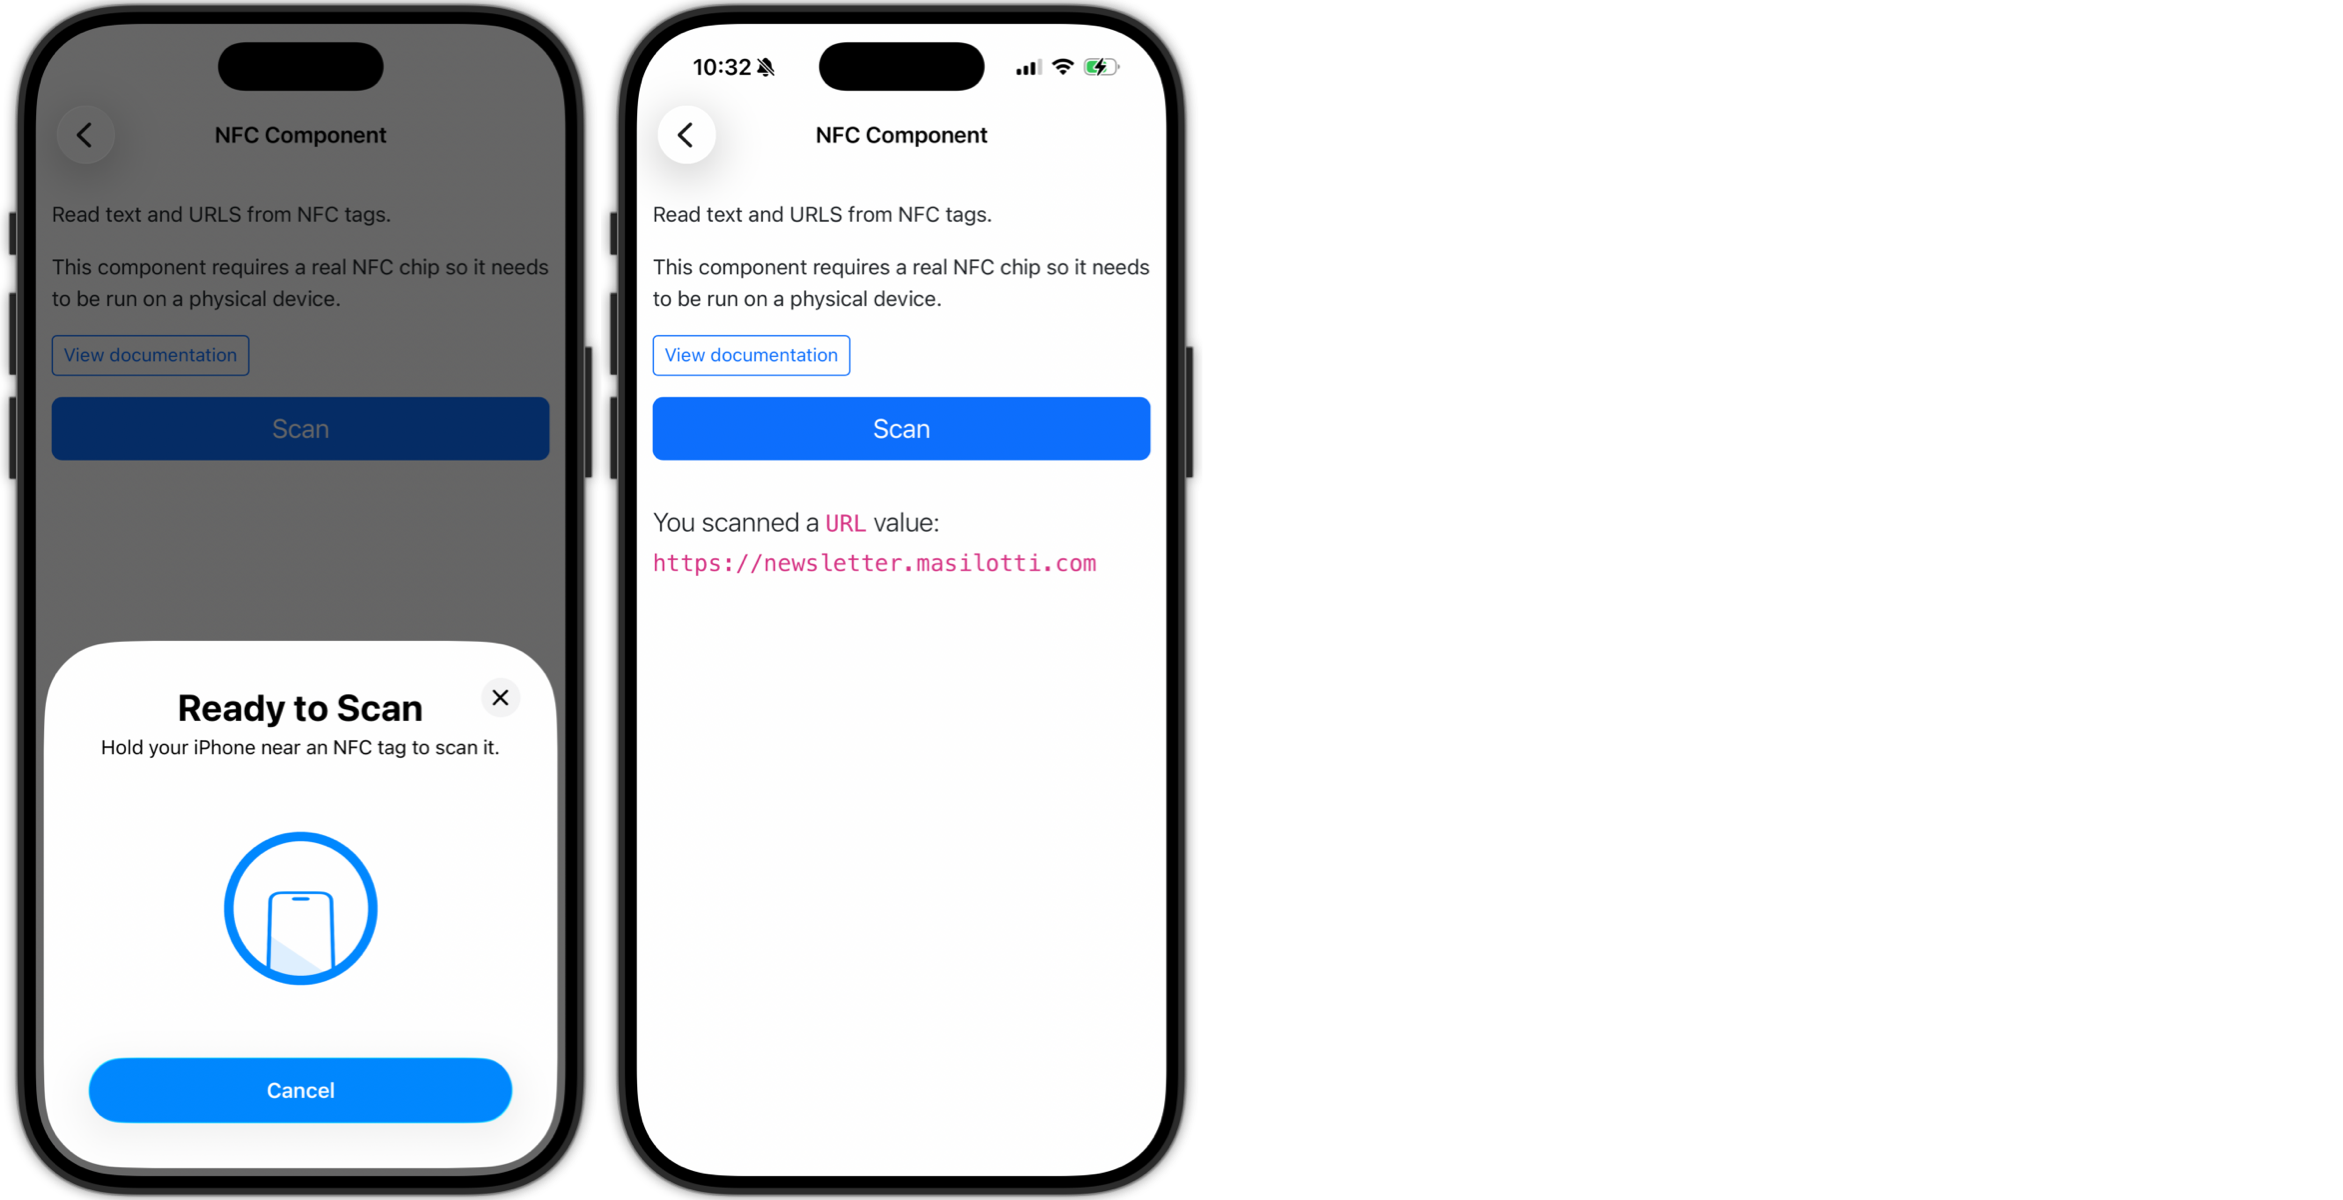 NFC Component
Read text and URLS from NFC tags.
This component requires a real NFC chip so it needs
to be run on a physical device.
View documentation
Scan
Ready to Scan
Hold your iPhone near an NFC tag to scan it.
Cancel
10:32
NFC Component
Read text and URLS from NFC tags.
This component requires a real NFC chip so it needs
to be run on a physical device.
View documentation
Scan
You scanned a URL value:
https://newsletter.masilotti.com